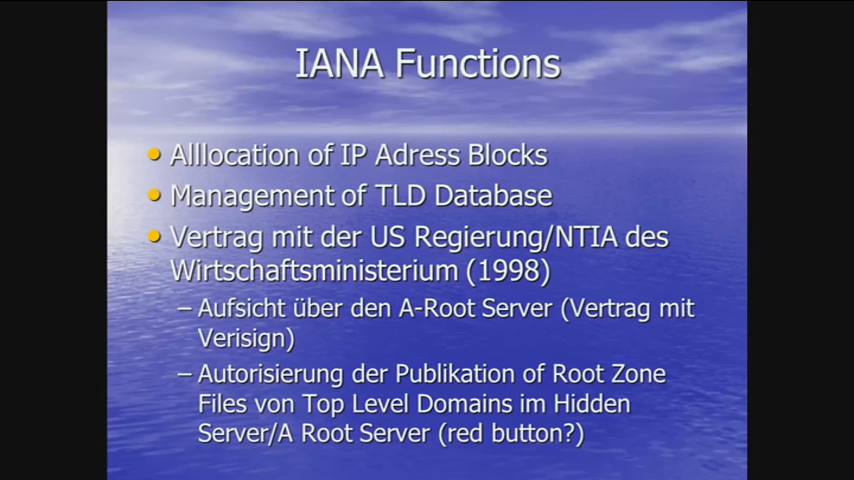 IANA Functions
• Alllocation of IP Adress Blocks
• Management of TLD Database
• Vertrag mit der US Regierung/NTIA des
Wirtschaftsministerium (1998)
– Aufsicht über den A-Root Server (Vertrag mit
Verisign)
– Autorisierung der Publikation of Root Zone
Files von Top Level Domains im Hidden
Server/A Root Server (red button?)